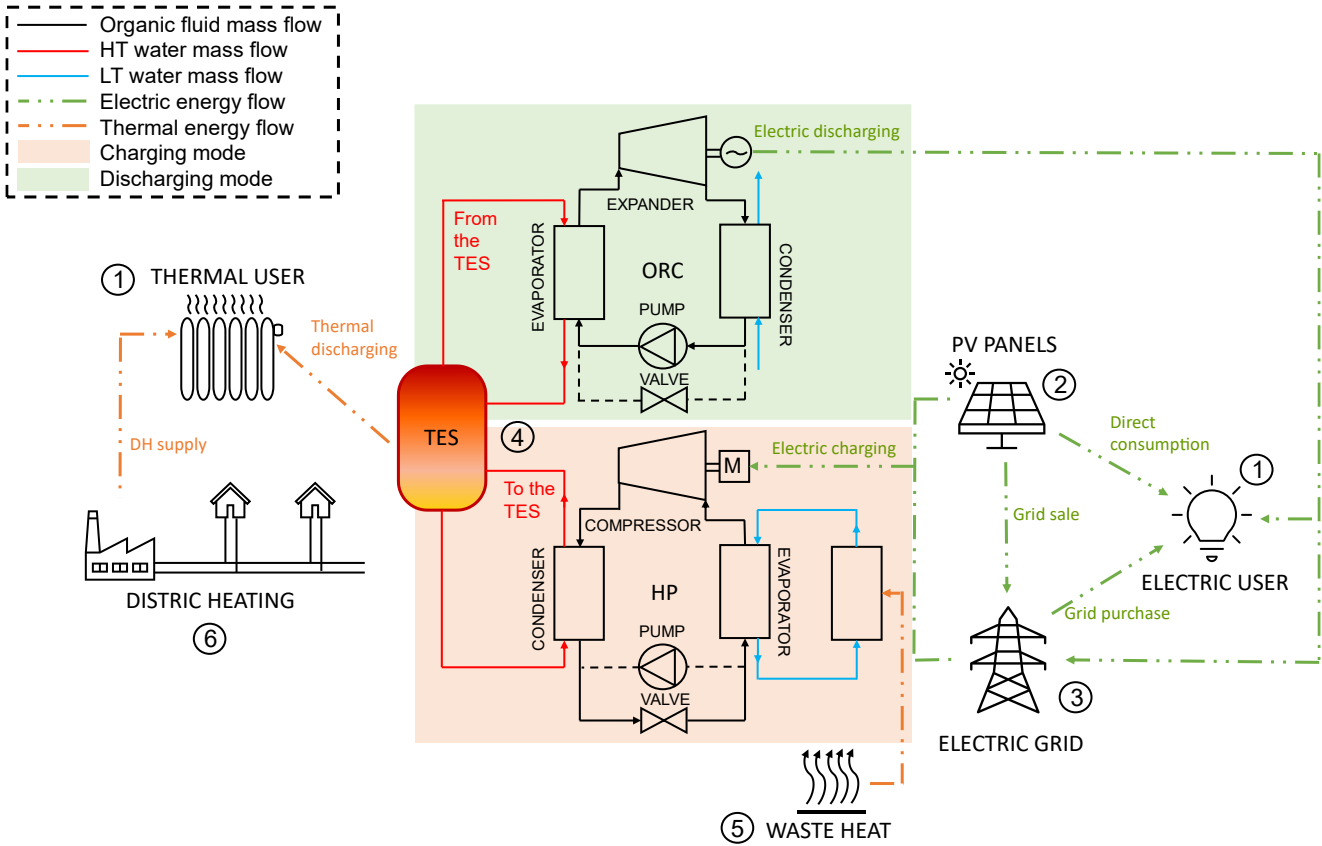 Organic fluid mass flow
HT water mass flow
LT water mass flow
Electric energy flow
Thermal energy flow
Charging mode
Discharging mode
Electric discharging
EXPANDER
From
the
TES
EVAPORATOR
ORC
CONDENSER
PUMP
VALVE
1
THERMAL USER
Thermal
discharging
DH supply
TES
4
PV PANELS
2
Direct
consumption
Electric charging
M
To the
TES
COMPRESSOR
CONDENSER
HP
EVAPORATOR
PUMP
VALVE
Grid sale
1
ELECTRIC USER
Grid purchase
DISTRIC HEATING
6
3
ELECTRIC GRID
5
WASTE HEAT